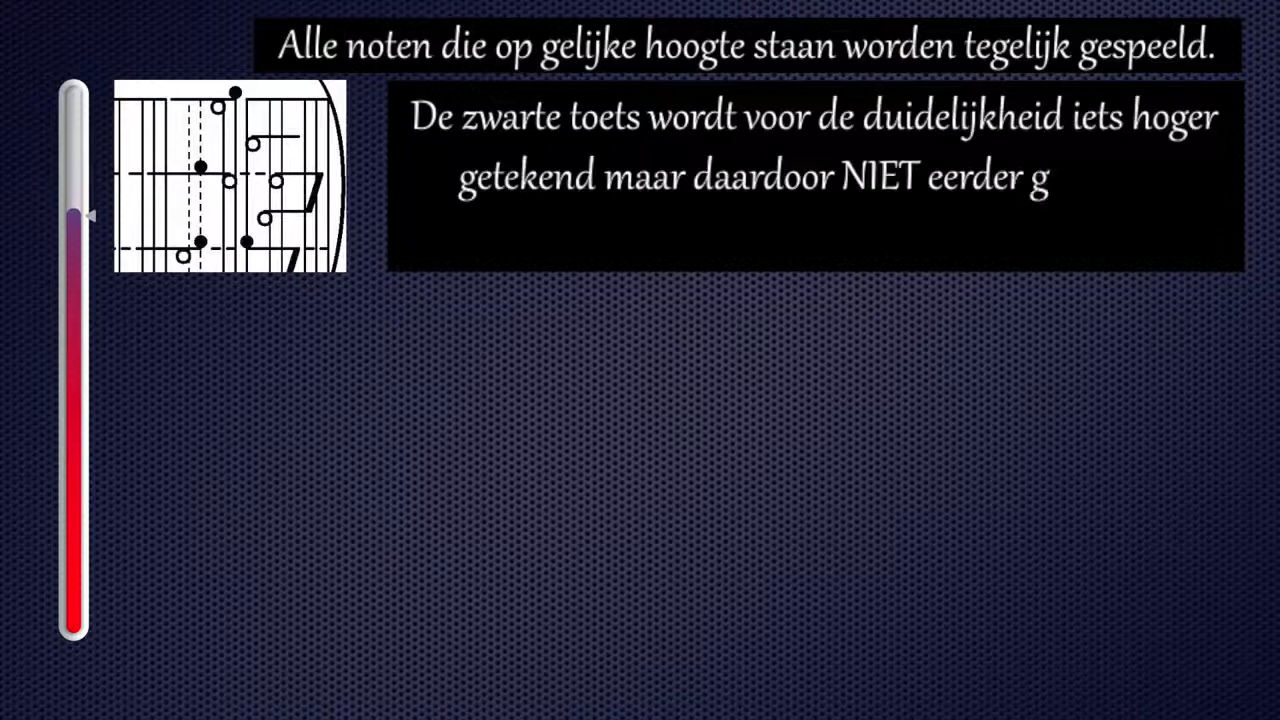 Alle noten die op gelijke hoogte staan worden tegelijk gespeeld.
De zwarte toets wordt voor de duidelijkheid iets hoger
getekend maar daardoor NIET eerder g